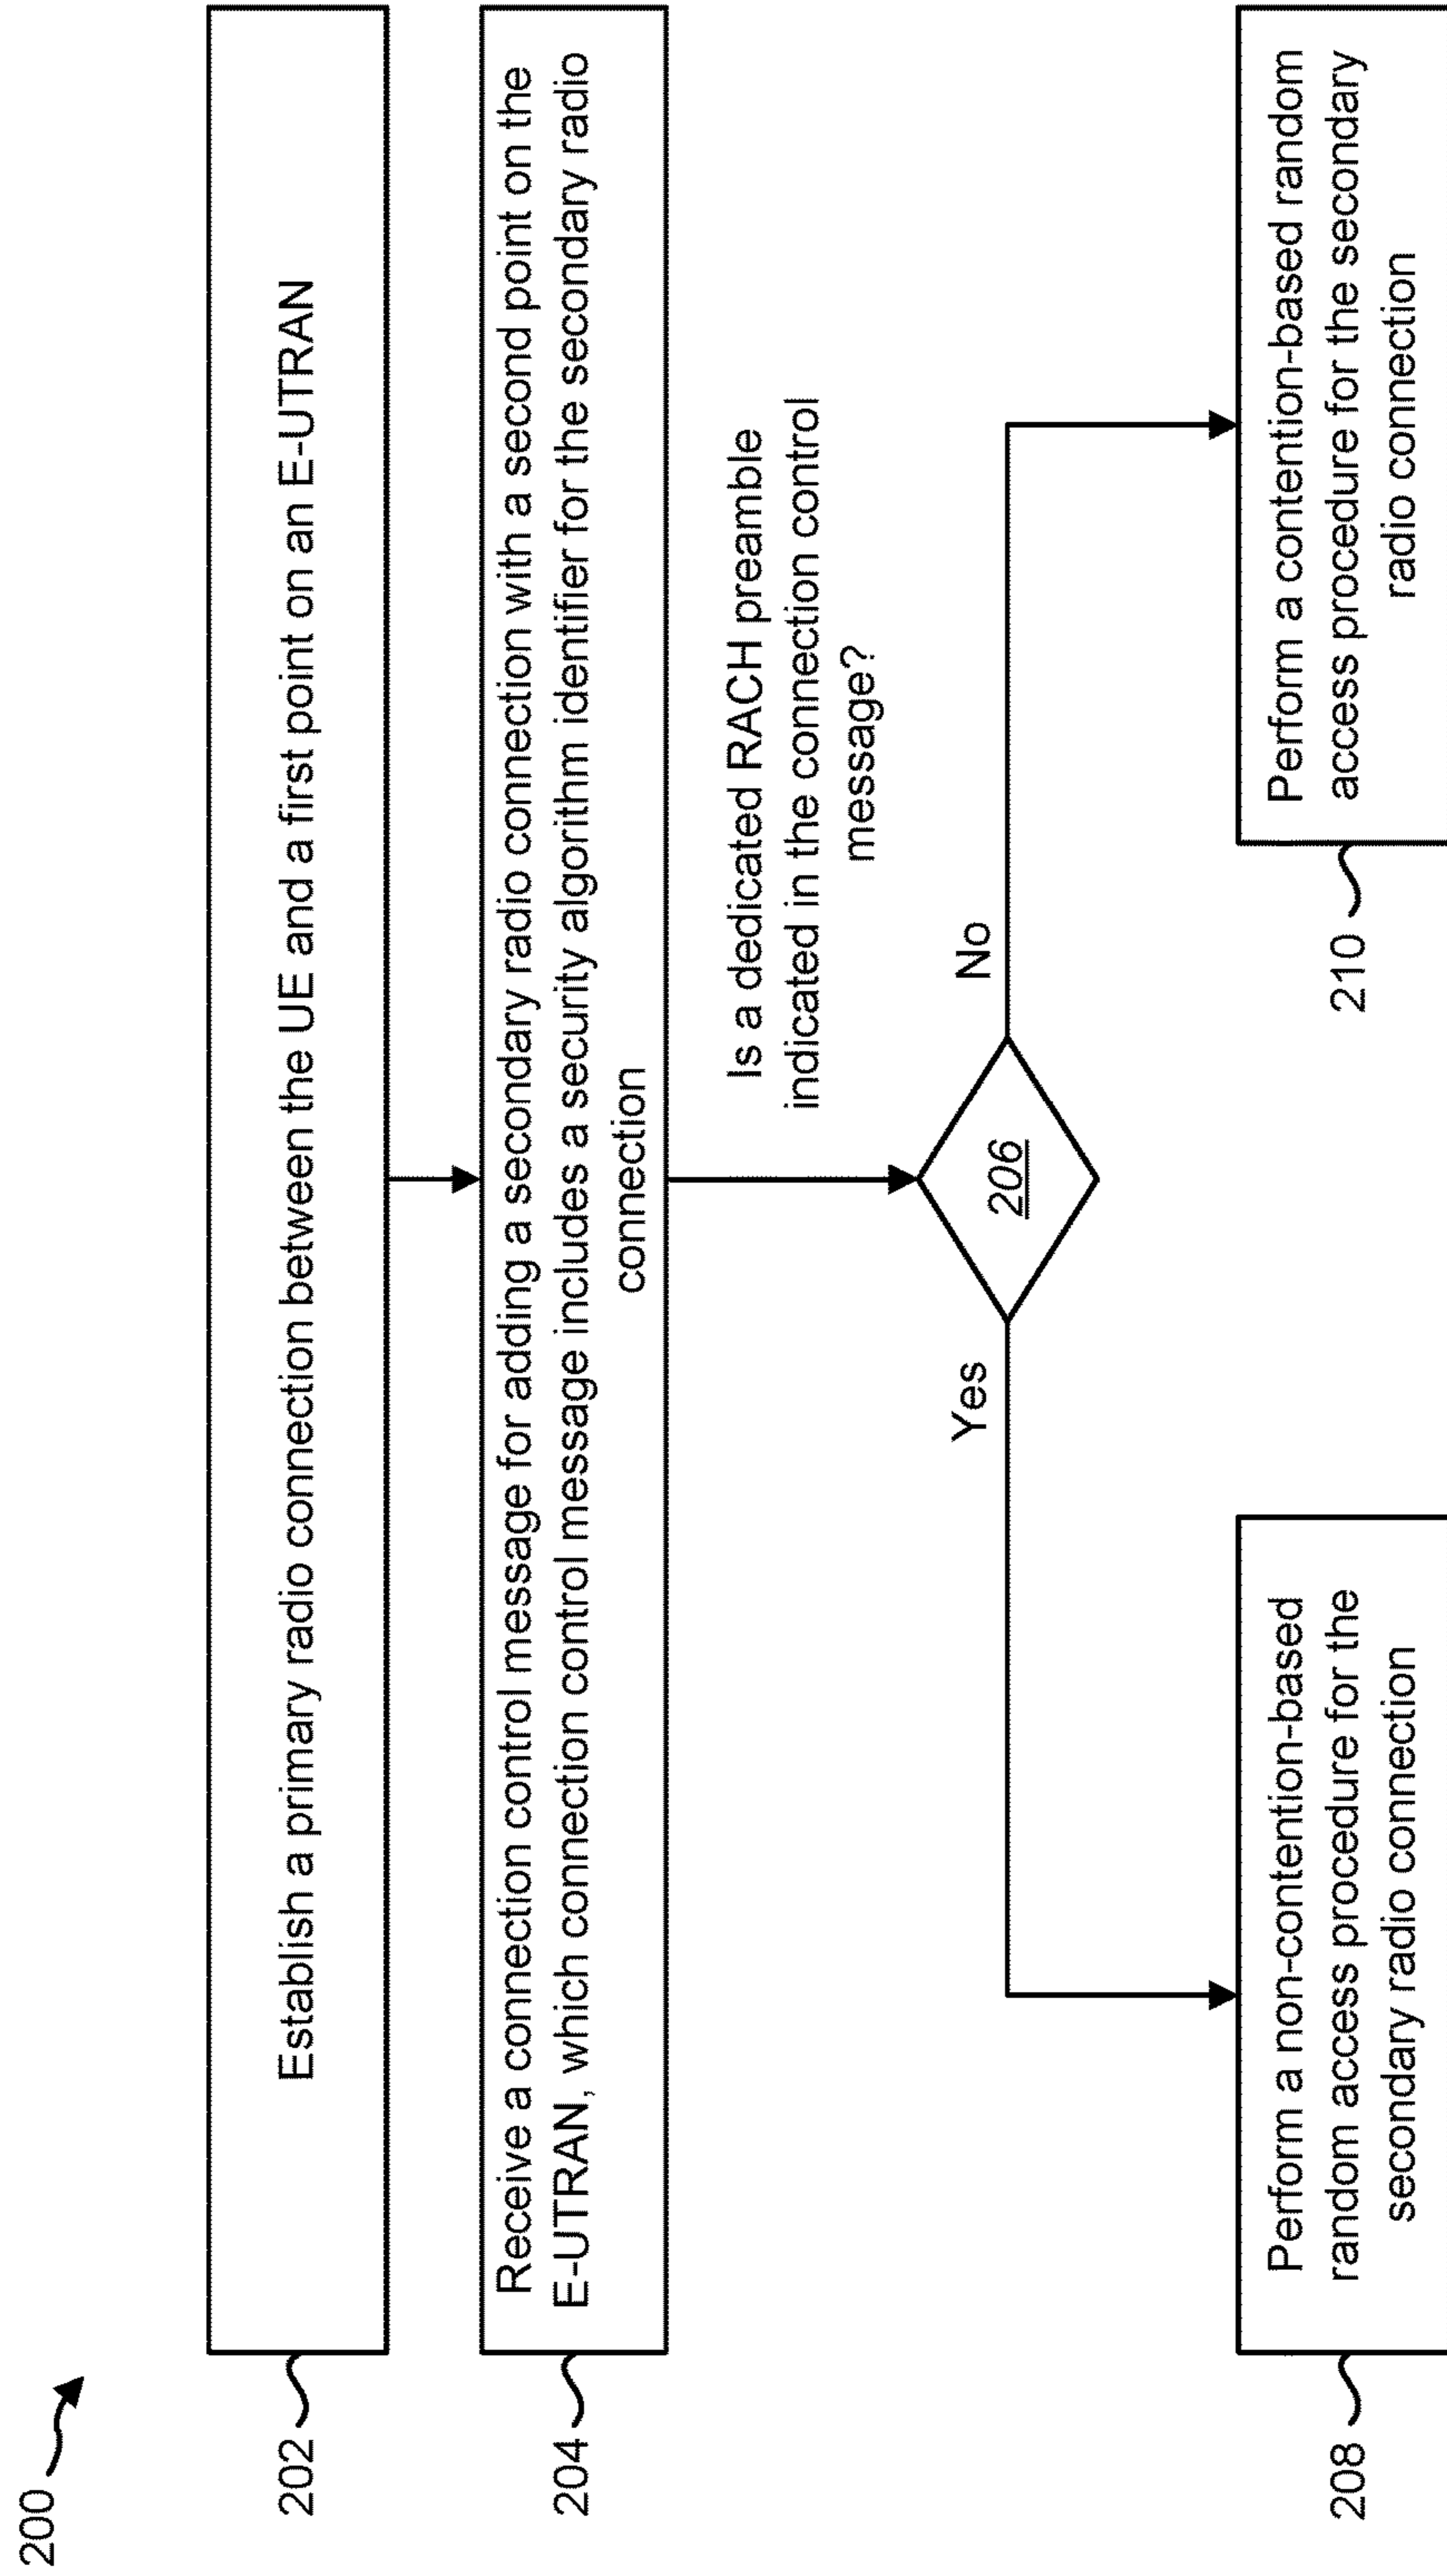 200
202
Establish a primary radio connection between the UE and a first point on an E-UTRAN
204
Receive a connection control message for adding a secondary radio connection with a second point on the
E-UTRAN, which connection control message includes a security algorithm identifier for the secondary radio
connection
Is a dedicated RACH preamble
indicated in the connection control
message?
206
Yes
No
208
Perform a non-contention-based
random access procedure for the
secondary radio connection
210
Perform a contention-based random
access procedure for the secondary
radio connection